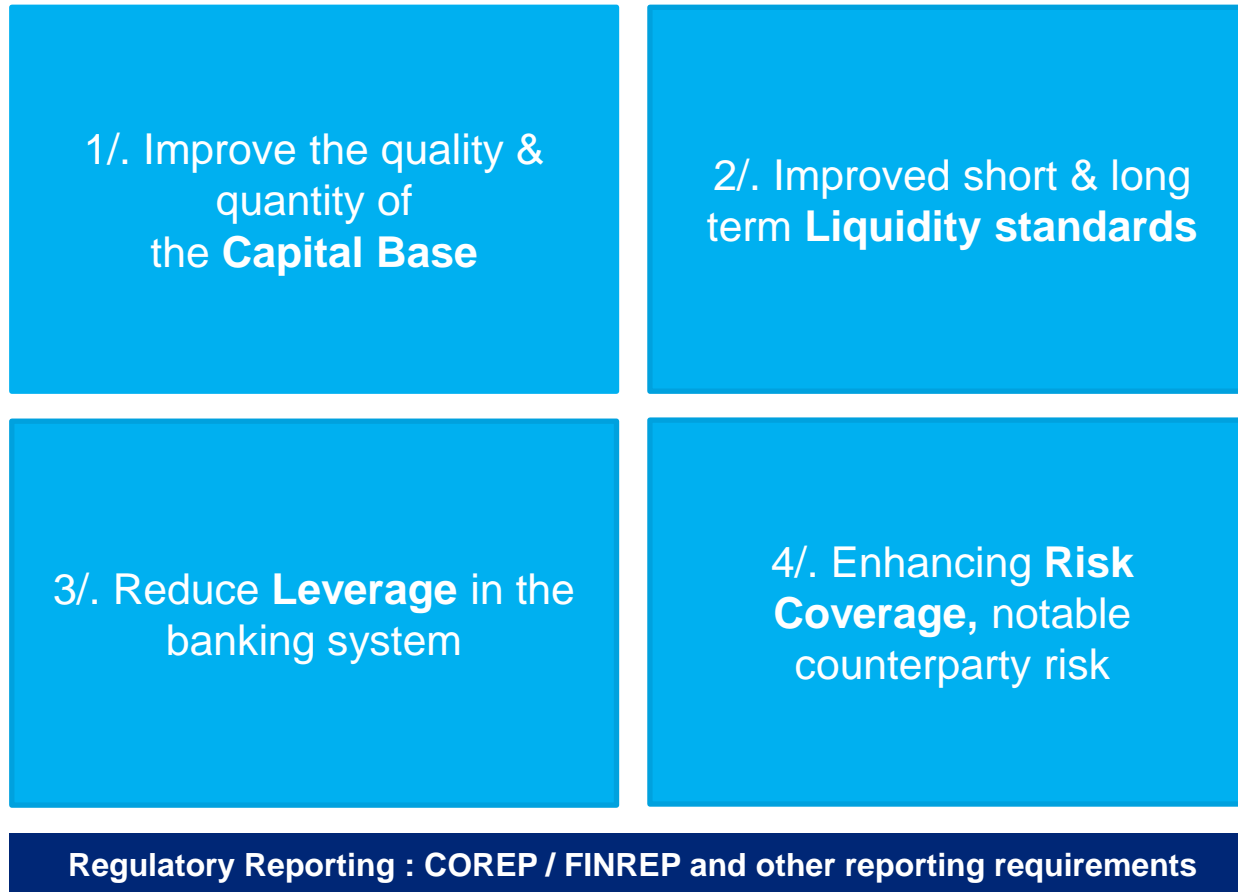 1/. Improve the quality &
quantity of
the Capital Base
2/. Improved short & long
term Liquidity standards
3/. Reduce Leverage in the
banking system
4/. Enhancing Risk
Coverage, notable
counterparty risk
Regulatory Reporting : COREP / FINREP and other reporting requirements